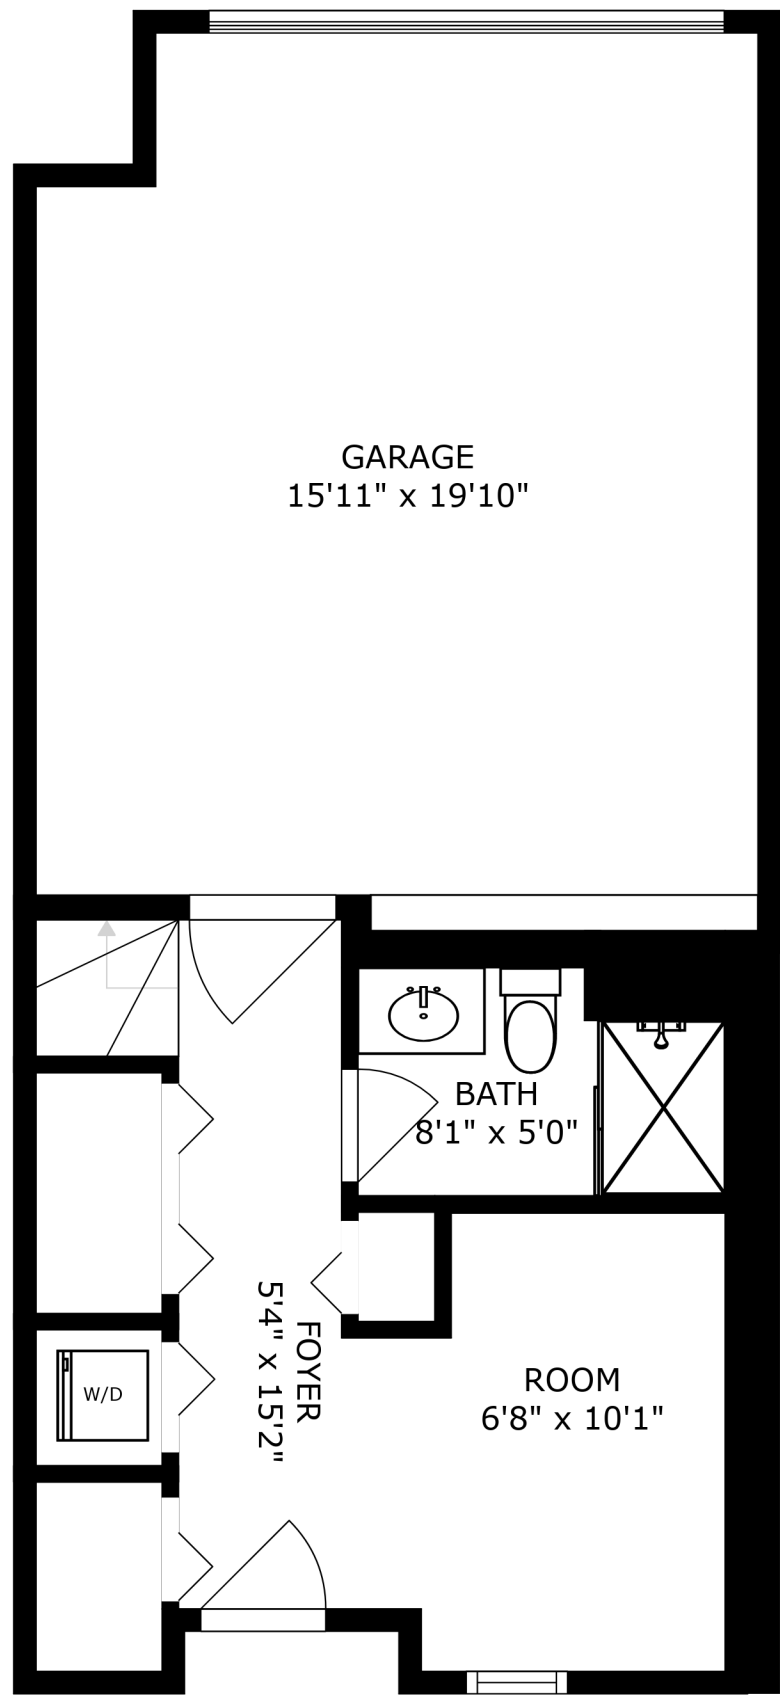 GARAGE
15'11" x 19'10"
BATH
8'1" x 5'0"
FOYER
5'4" x 15'2"
W/D
ROOM
6'8" x 10'1"